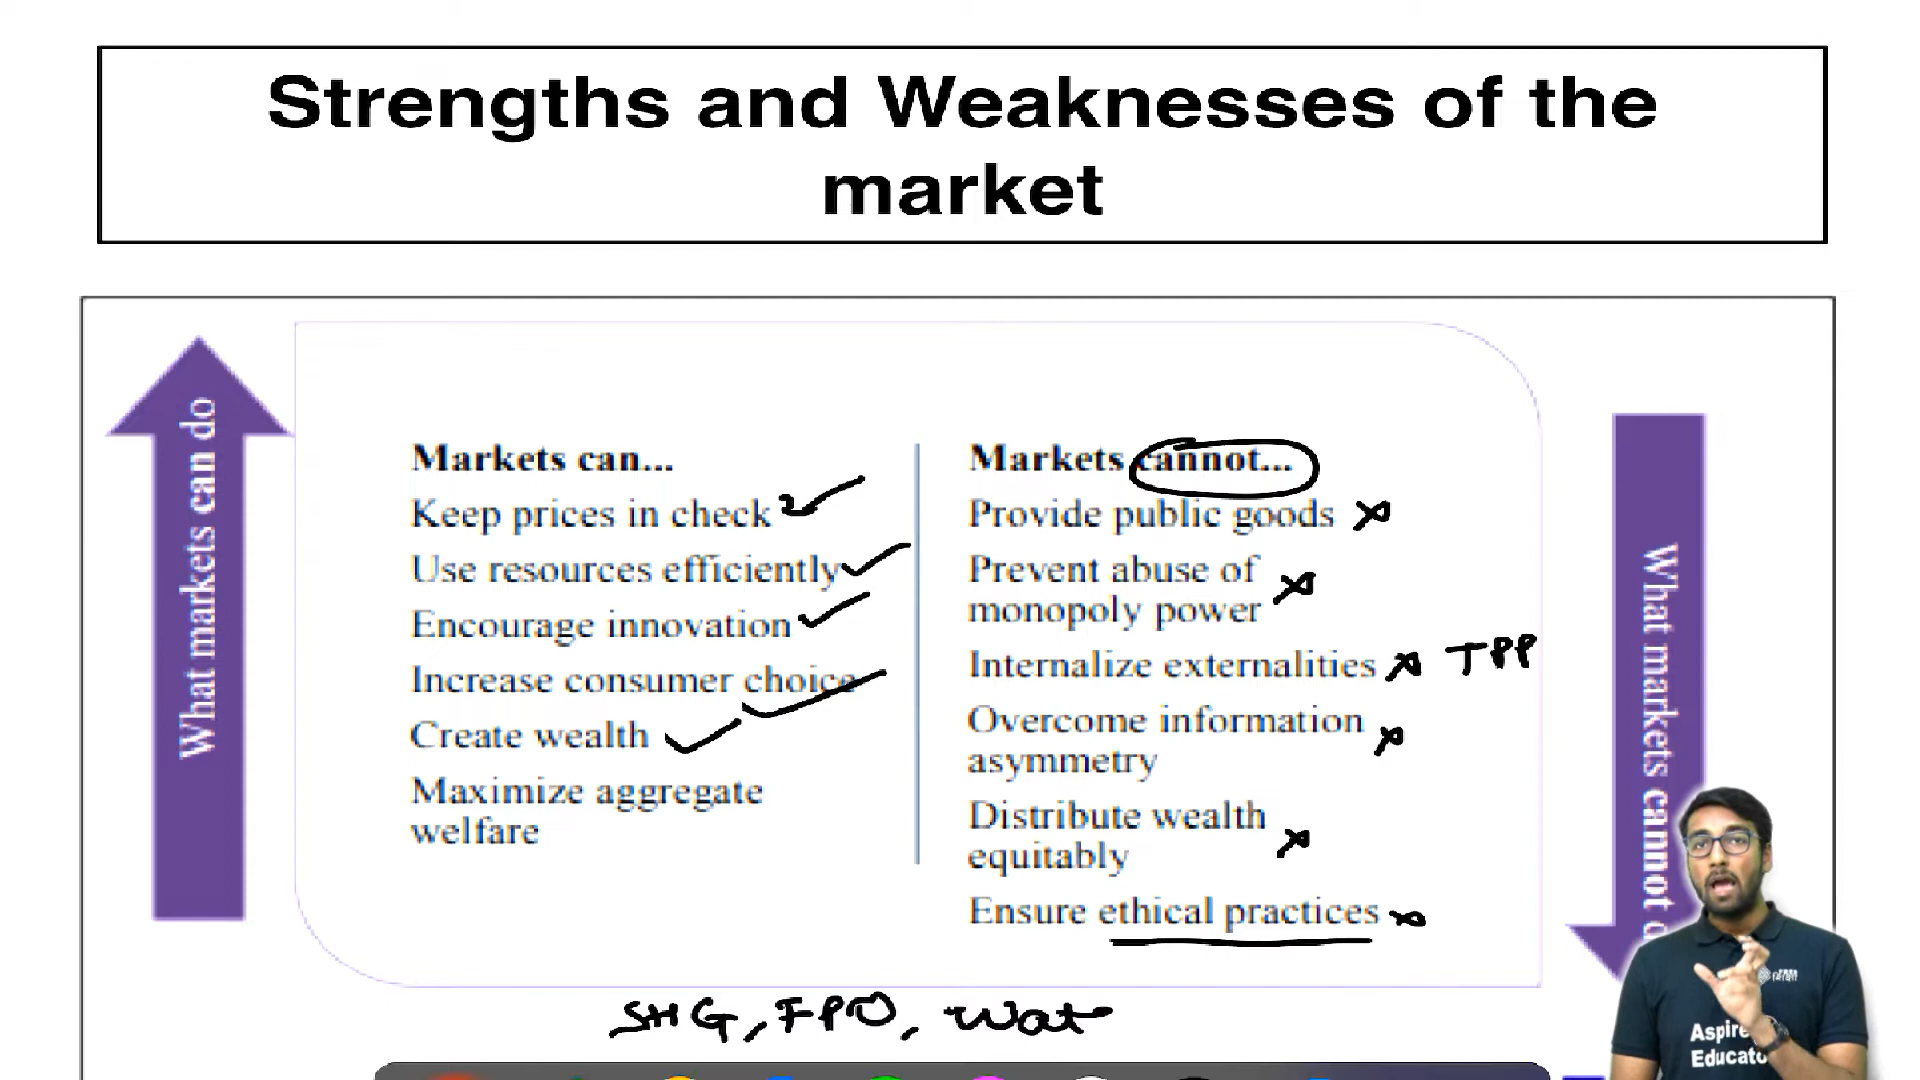 Strengths and Weaknesses of the
market
What markets can do
Markets can...
Keep prices in check
Use resources efficiently
Encourage innovation
Increase consumer choice
Create wealth
Maximize aggregate
welfare
Markets cannot...
Provide public goods
Prevent abuse of
monopoly power
Internalize externalities TPP
Overcome information
asymmetry
Distribute wealth
equitably
Ensure ethical practices
What markets cannot d
SHG, FPO, Wat
Aspire
Educato